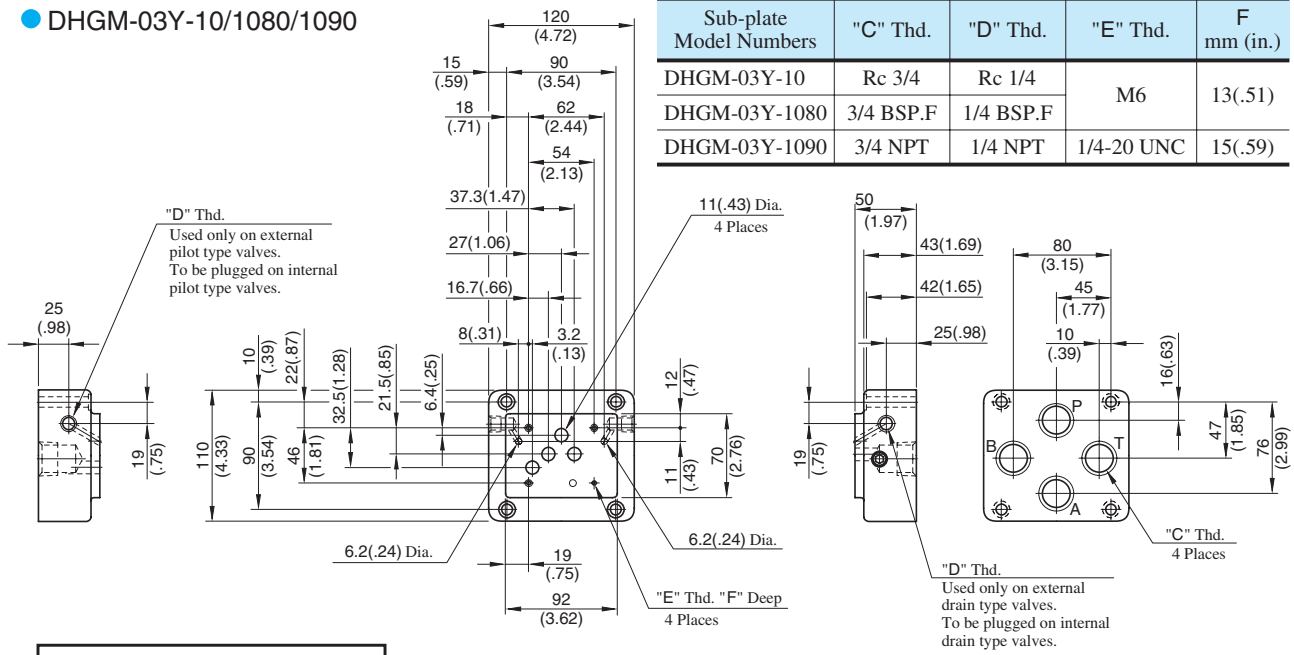 DHGM-03Y-10/1080/1090
Sub-plate Model Numbers "C" Thd. "D" Thd. "E" Thd. F mm (in.)
DHGM-03Y-10 Rc 3/4 Rc 1/4 M6 13(.51)
DHGM-03Y-1080 3/4 BSP.F 1/4 BSP.F
DHGM-03Y-1090 3/4 NPT 1/4 NPT 1/4-20 UNC 15(.59)
120
(4.72)
15
(.59)
90
(3.54)
18
(.71)
62
(2.44)
54
(2.13)
37.3(1.47)
27(1.06)
16.7(.66)
8(.31)
3.2
(.13)
11(.43) Dia.
4 Places
"D" Thd.
Used only on external
pilot type valves.
To be plugged on internal
pilot type valves.
25
(.98)
19
(.75)
10
(.39)
22(.87)
32.5(1.28)
21.5(.85)
6.4(.25)
110
(4.33)
90
(3.54)
46
(1.81)
12
(.47)
11
(.43)
70
(2.76)
6.2(.24) Dia.
6.2(.24) Dia.
19
(.75)
92
(3.62)
"E" Thd. "F" Deep
4 Places
50
(1.97)
43(1.69)
42(1.65)
25(.98)
19
(.75)
"D" Thd.
Used only on external
drain type valves.
To be plugged on internal
drain type valves.
80
(3.15)
45
(1.77)
10
(.39)
16(.63)
47
(1.85)
76
(2.99)
P
B
T
A
"C" Thd.
4 Places